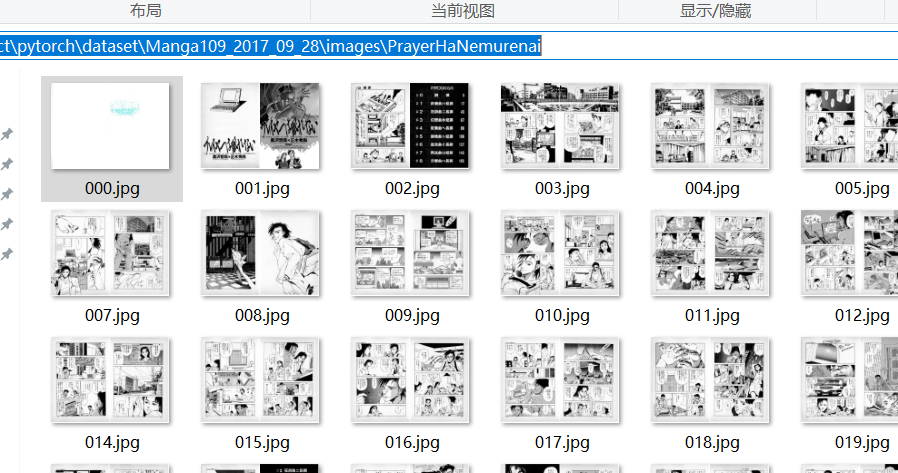 布局 当前视图 显示/隐藏
ct\pytorch\dataset\Manga109_2017_09_28\images\PrayerHaNemurenai
000.jpg 001.jpg 002.jpg 003.jpg 004.jpg 005.jpg
007.jpg 008.jpg 009.jpg 010.jpg 011.jpg 012.jpg
014.jpg 015.jpg 016.jpg 017.jpg 018.jpg 019.jpg